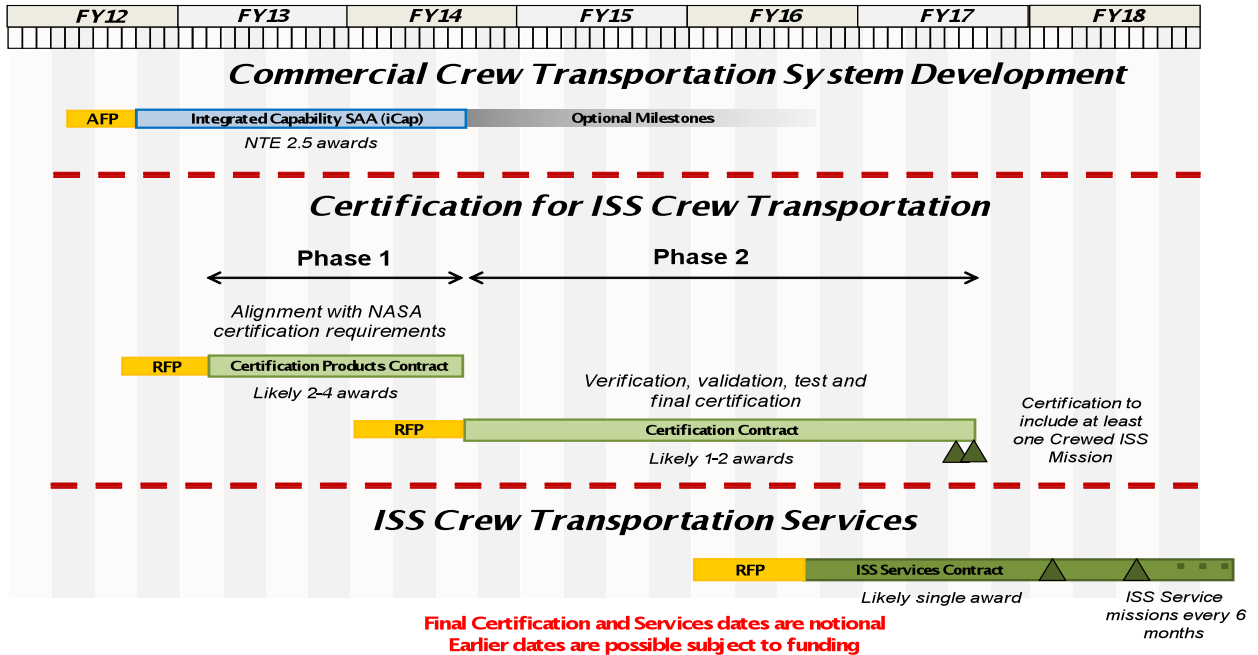 FY12 FY13 FY14 FY15 FY16 FY17 FY18
Commercial Crew Transportation System Development
AFP Integrated Capability SAA (iCap) Optional Milestones
NTE 2.5 awards
Certification for ISS Crew Transportation
Phase 1 Phase 2
Alignment with NASA
certification requirements
RFP Certification Products Contract
Likely 2-4 awards
Verification, validation, test and
final certification
RFP Certification Contract
Likely 1-2 awards
Certification to
include at least
one Crewed ISS
Mission
ISS Crew Transportation Services
RFP ISS Services Contract
Likely single award
ISS Service
missions every 6
months
Final Certification and Services dates are notional
Earlier dates are possible subject to funding